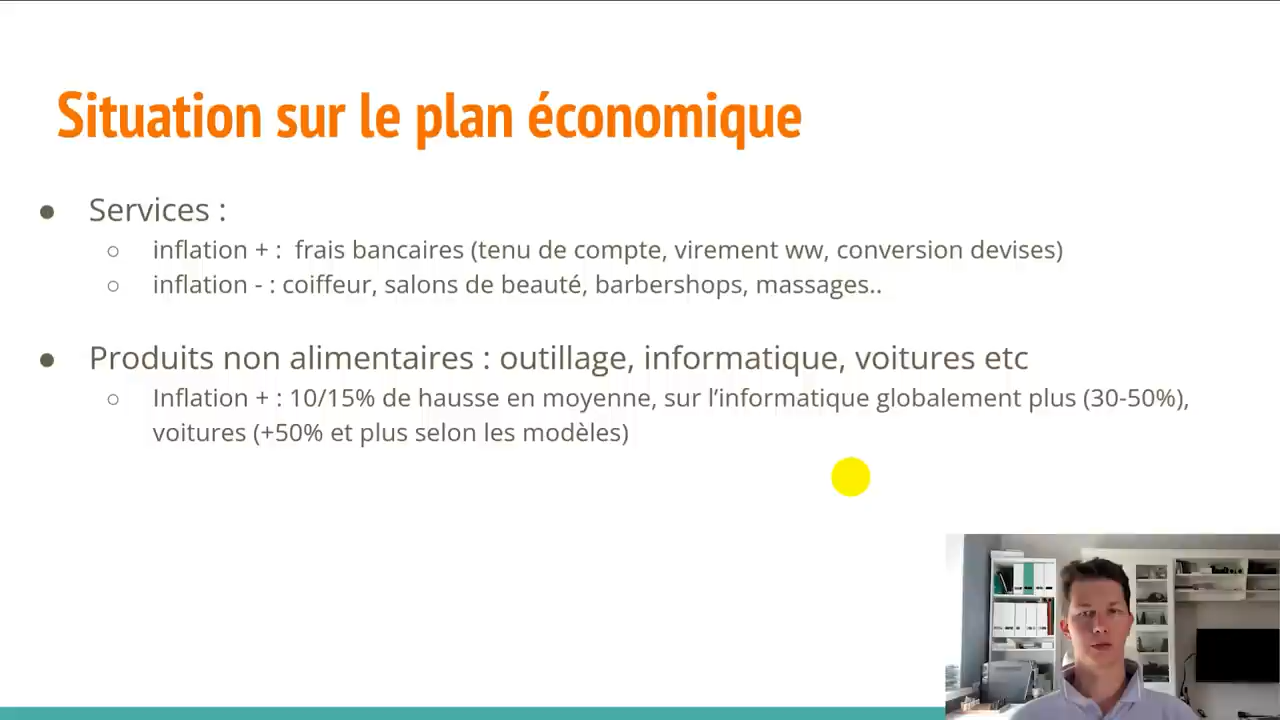 Situation sur le plan économique
● Services :
○ inflation + :  frais bancaires (tenu de compte, virement ww, conversion devises)
○ inflation - : coiffeur, salons de beauté, barbershops, massages..
● Produits non alimentaires : outillage, informatique, voitures etc
○ Inflation + : 10/15% de hausse en moyenne, sur l’informatique globalement plus (30-50%),
voitures (+50% et plus selon les modèles)